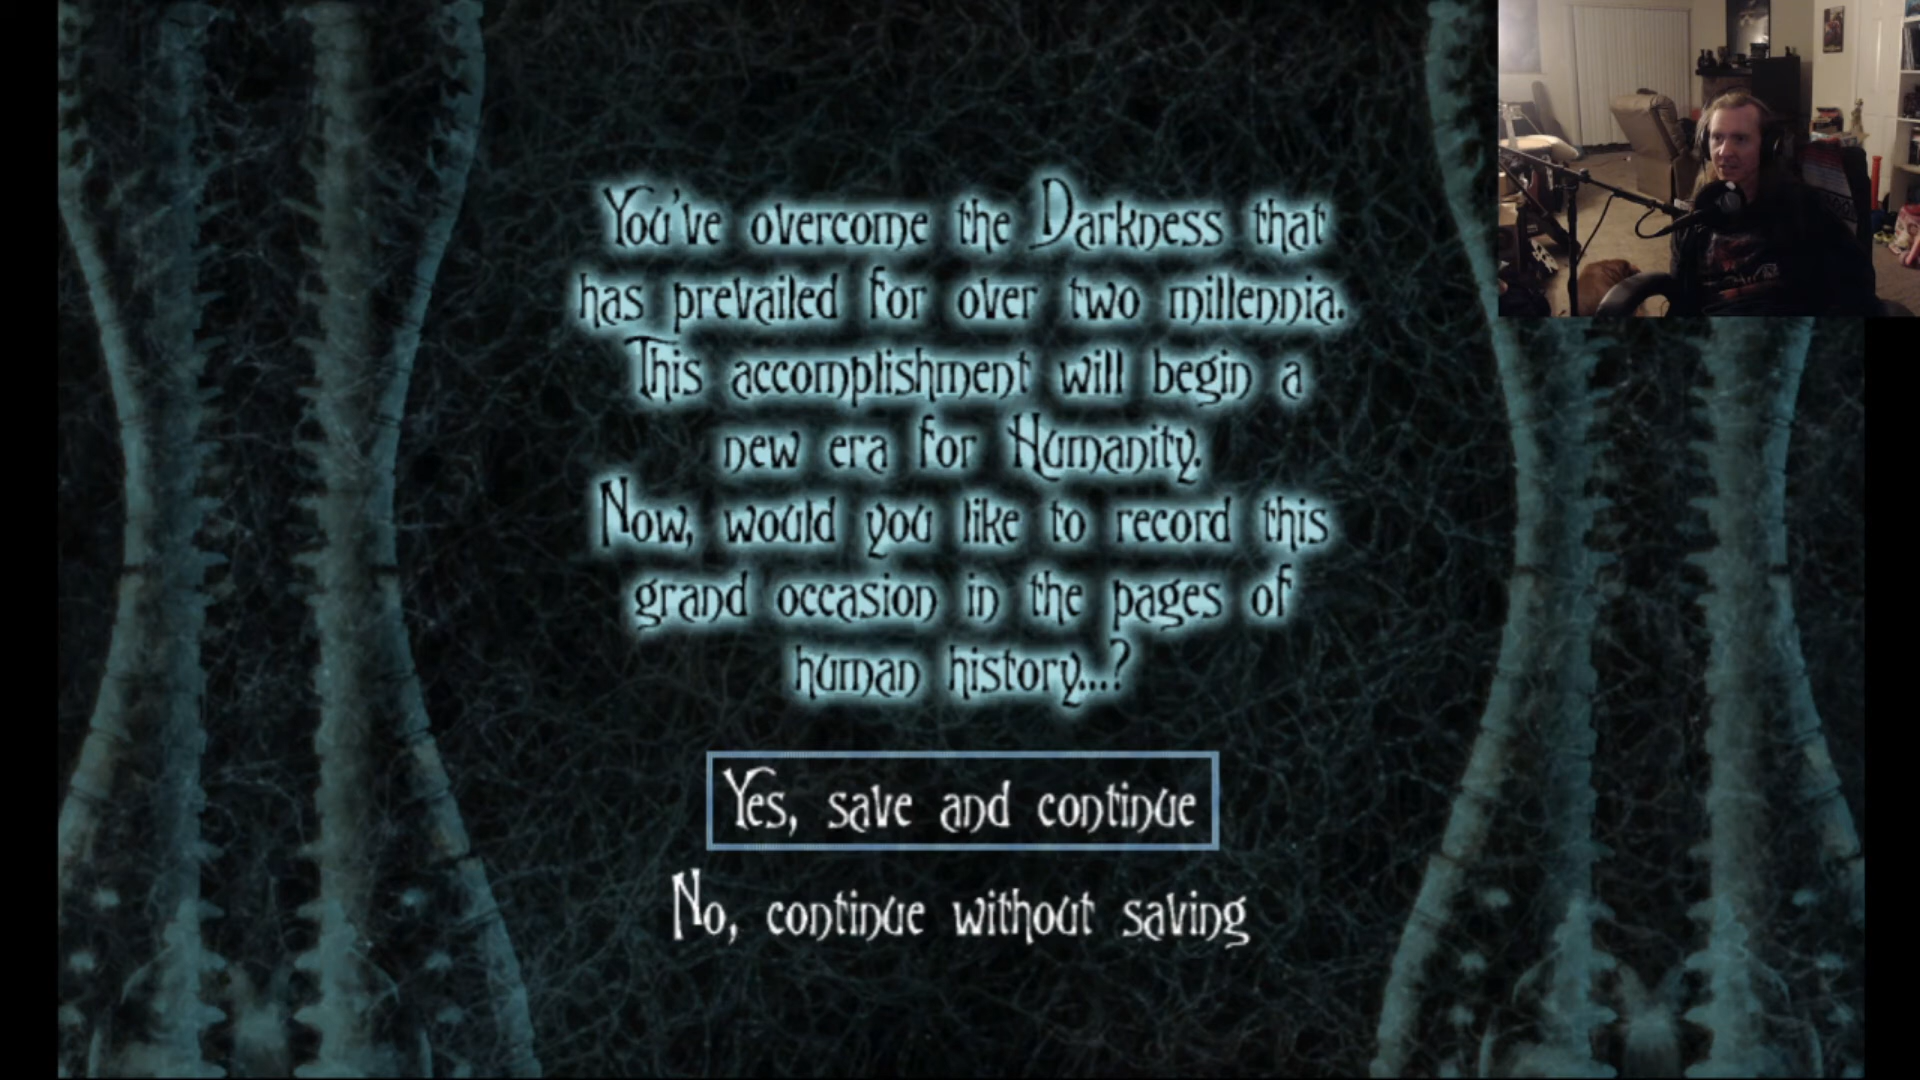 You've overcome the Darkness that
has prevailed for over two millennia.
This accomplishment will begin a
new era for Humanity.
Now, would you like to record this
grand occasion in the pages of
human history...?
Yes, save and continue
No, continue without saving